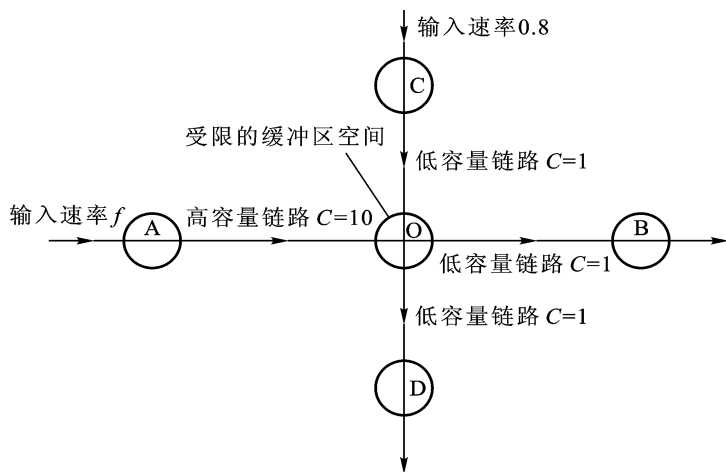 输入速率0.8
C
受限的缓冲区空间
低容量链路 C=1
输入速率f
A
高容量链路 C=10
O
B
低容量链路 C=1
低容量链路 C=1
D